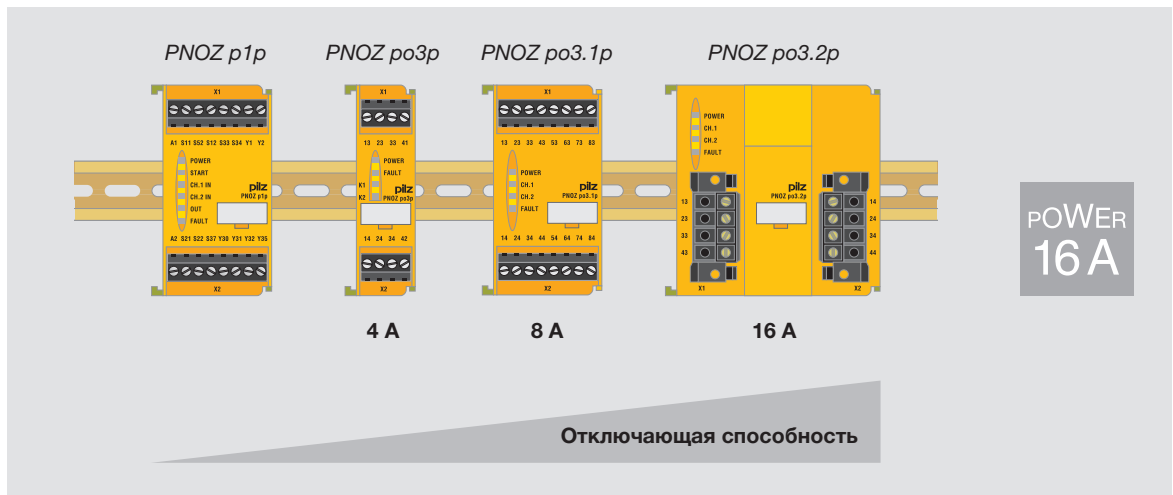 PNOZ p1p
PNOZ po3p
PNOZ po3.1p
PNOZ po3.2p
X1
A1 S11 S52 S12 S33 S34 Y1 Y2
POWER
START
CH.1 IN
CH.2 IN
OUT
FAULT
pilz
PNOZ p1p
A2 S21 S22 S37 Y30 Y31 Y32 Y35
X2
X1
13 23 33 41
POWER
FAULT
K1
K2
pilz
PNOZ po3p
14 24 34 42
X2
4 A
X1
13 23 33 43 53 63 73 83
POWER
CH.1
CH.2
FAULT
pilz
PNOZ po3.1p
14 24 34 44 54 64 74 84
X2
8 A
POWER
CH.1
CH.2
FAULT
13
23
33
43
X1
pilz
PNOZ po3.2p
14
24
34
44
X2
16 A
POWER
16 A
Отключающая способность